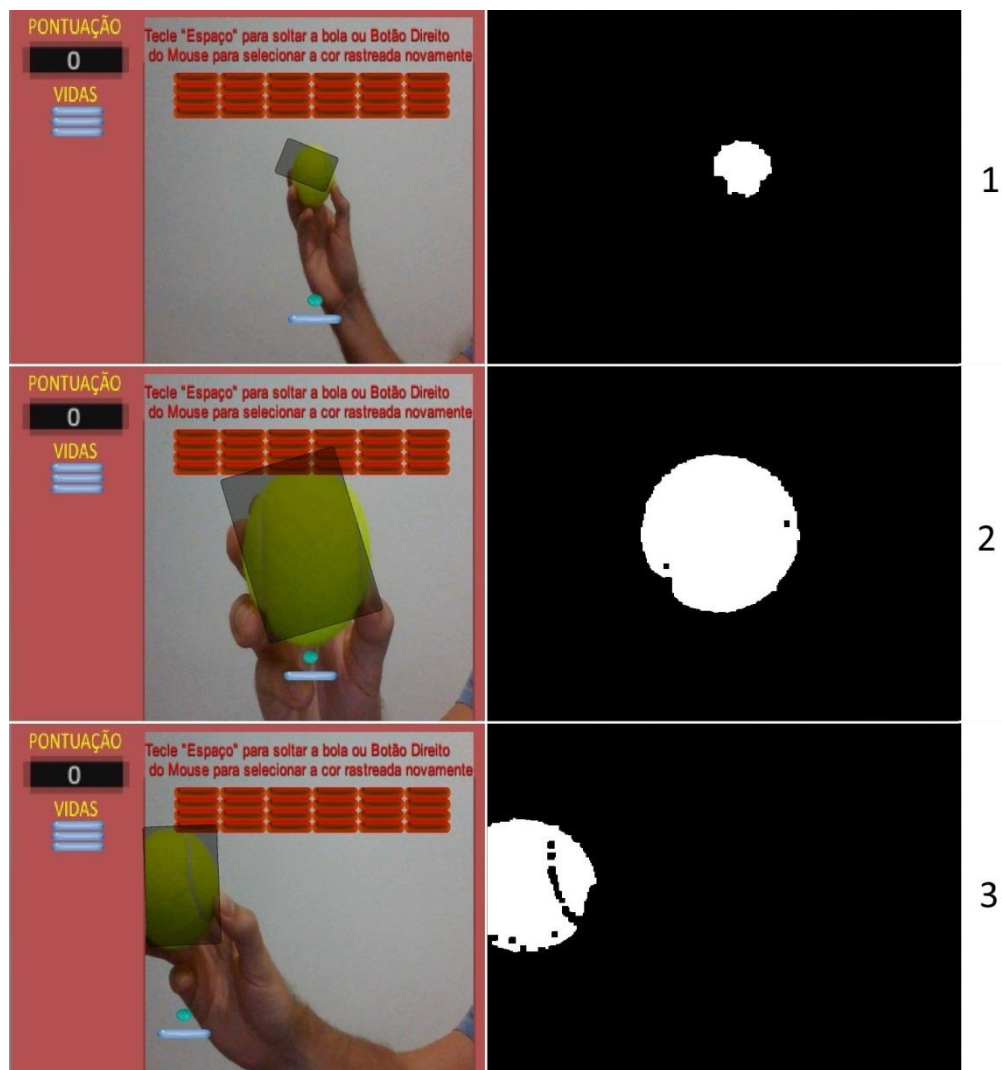 PONTUAÇÃO
0
VIDAS
Tecle "Espaço" para soltar a bola ou Botão Direito
do Mouse para selecionar a cor rastreada novamente
1
PONTUAÇÃO
0
VIDAS
Tecle "Espaço" para soltar a bola ou Botão Direito
do Mouse para selecionar a cor rastreada novamente
2
PONTUAÇÃO
0
VIDAS
Tecle "Espaço" para soltar a bola ou Botão Direito
do Mouse para selecionar a cor rastreada novamente
3